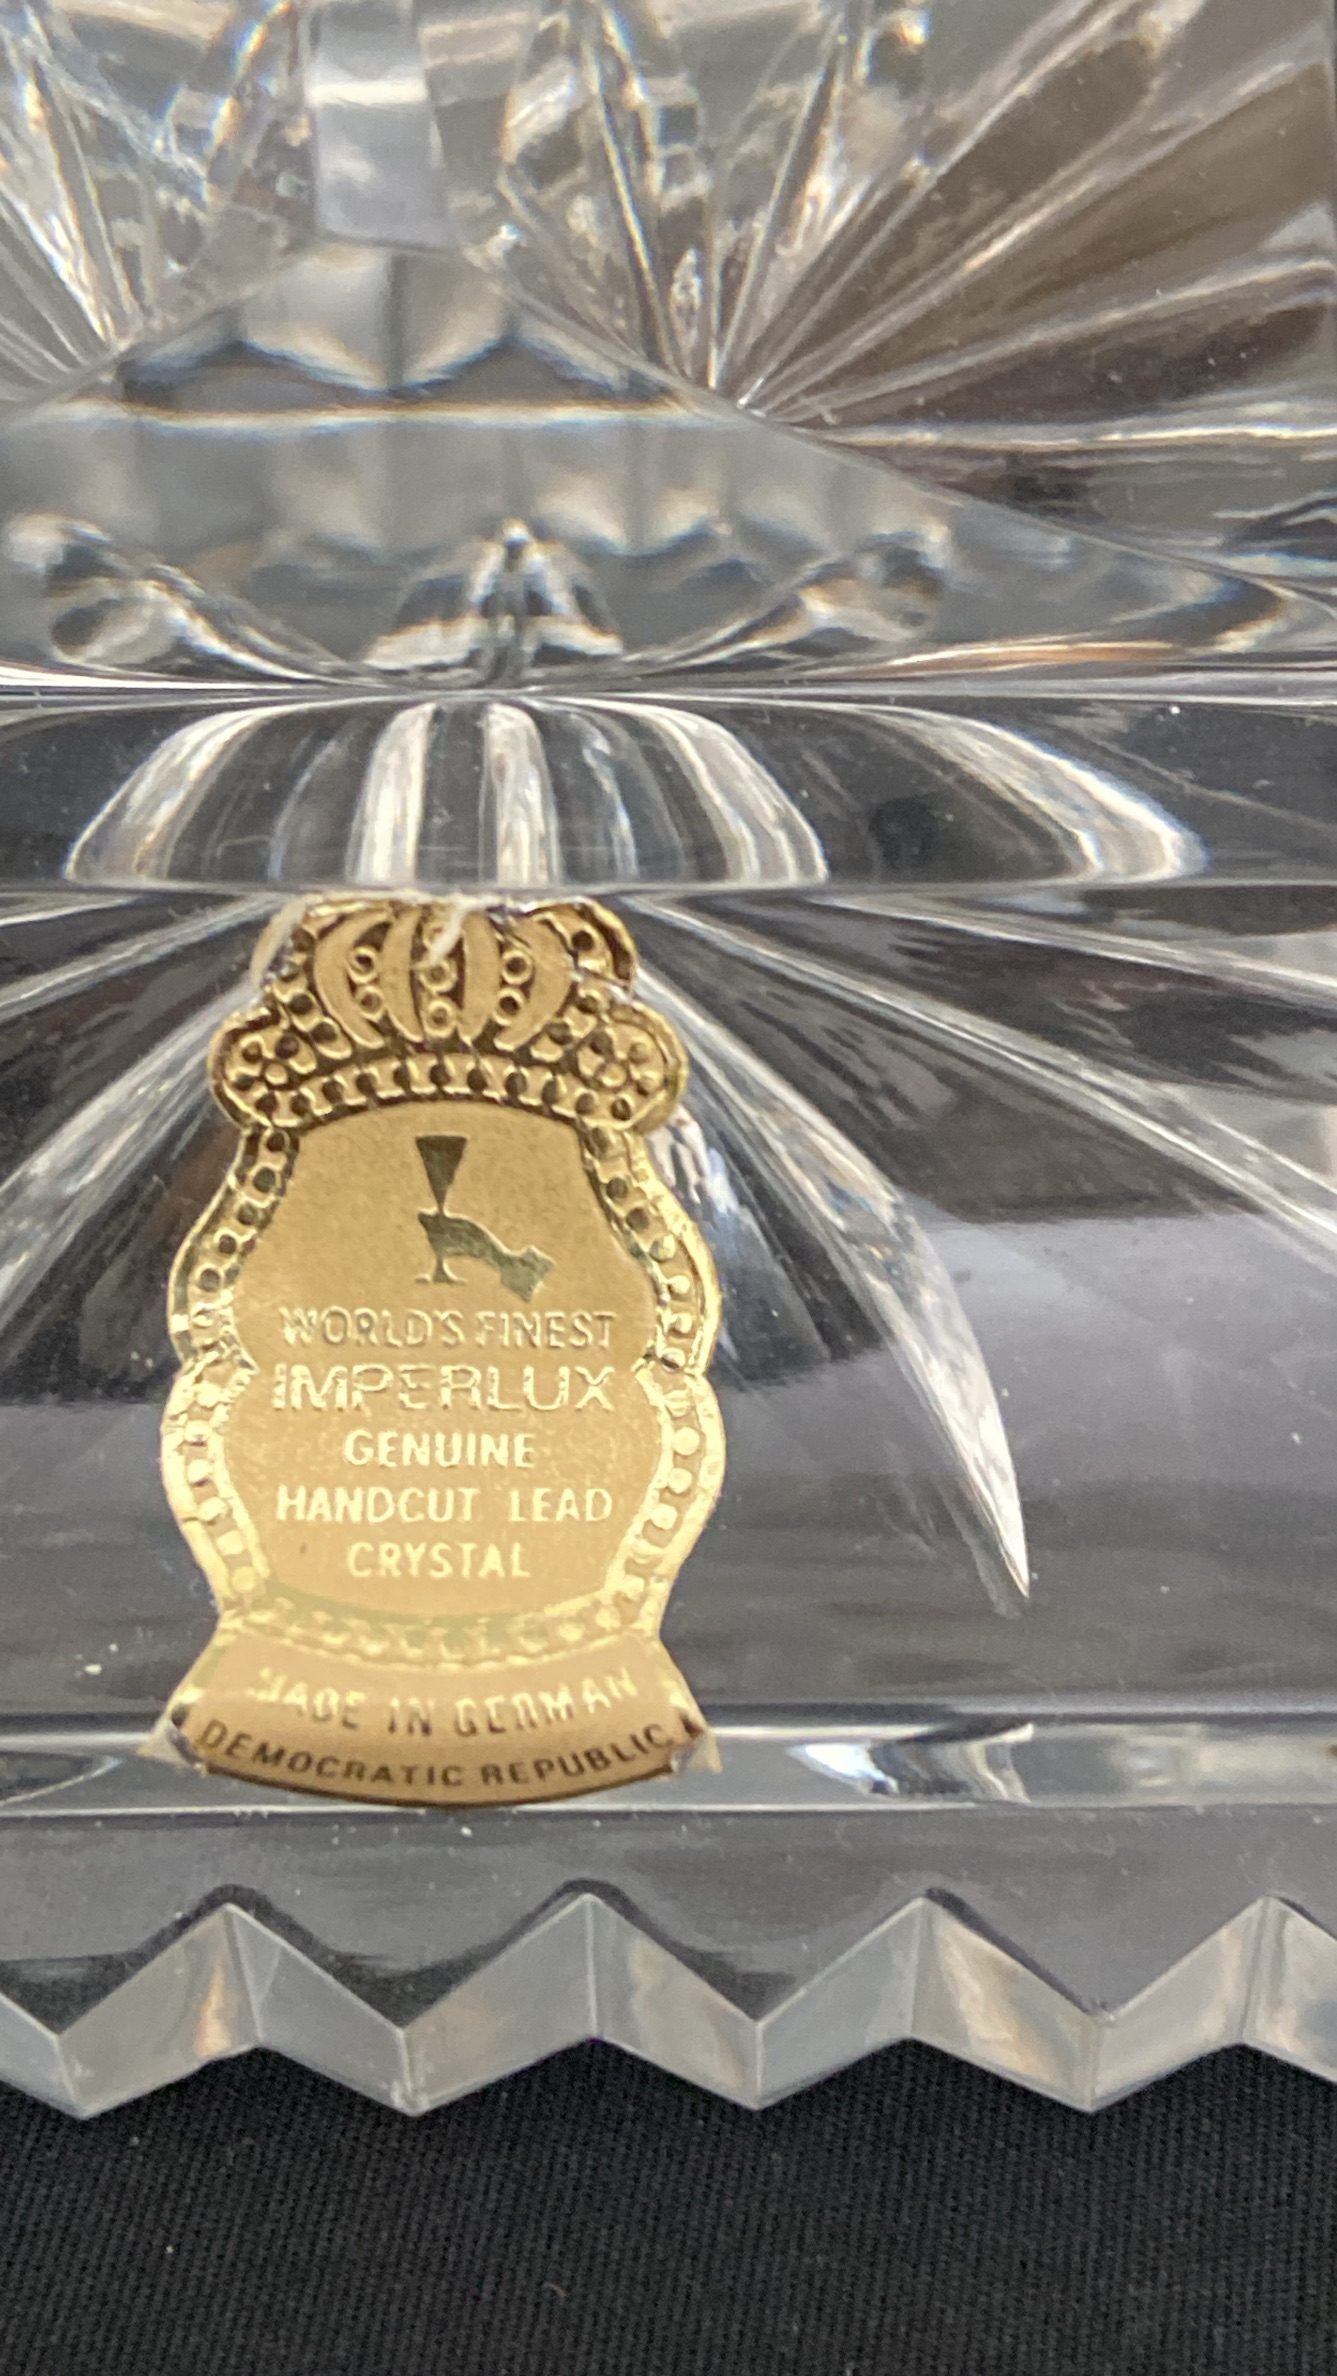 WORLD'S FINEST
IMPERLUX
GENUINE
HANDCUT LEAD
CRYSTAL
MADE IN GERMAN
DEMOCRATIC REPUBLIC